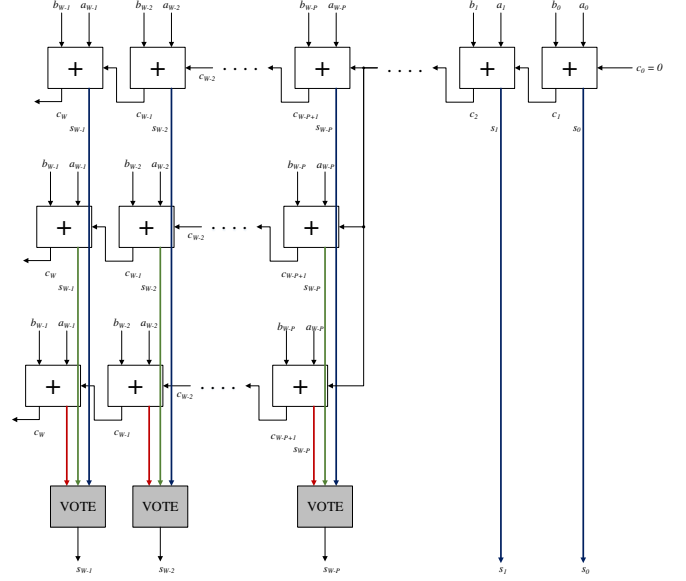 b_{W-1} a_{W-1} b_{W-2} a_{W-2} b_{W-P} a_{W-P} b_1 a_1 b_0 a_0
+ + . . . . + . . . . + + c_0 = 0
c_{W-2}
c_W c_{W-1} c_{W-P+1} c_2 c_1
s_{W-1} s_{W-2} s_{W-P} s_1 s_0
b_{W-1} a_{W-1} b_{W-2} a_{W-2} b_{W-P} a_{W-P}
+ + . . . . +
c_{W-2}
c_W c_{W-1} c_{W-P+1}
s_{W-1} s_{W-2} s_{W-P}
b_{W-1} a_{W-1} b_{W-2} a_{W-2} b_{W-P} a_{W-P}
+ + . . . . +
c_{W-2}
c_W c_{W-1} c_{W-P+1}
s_{W-P}
VOTE VOTE VOTE
s_{W-1} s_{W-2} s_{W-P} s_1 s_0